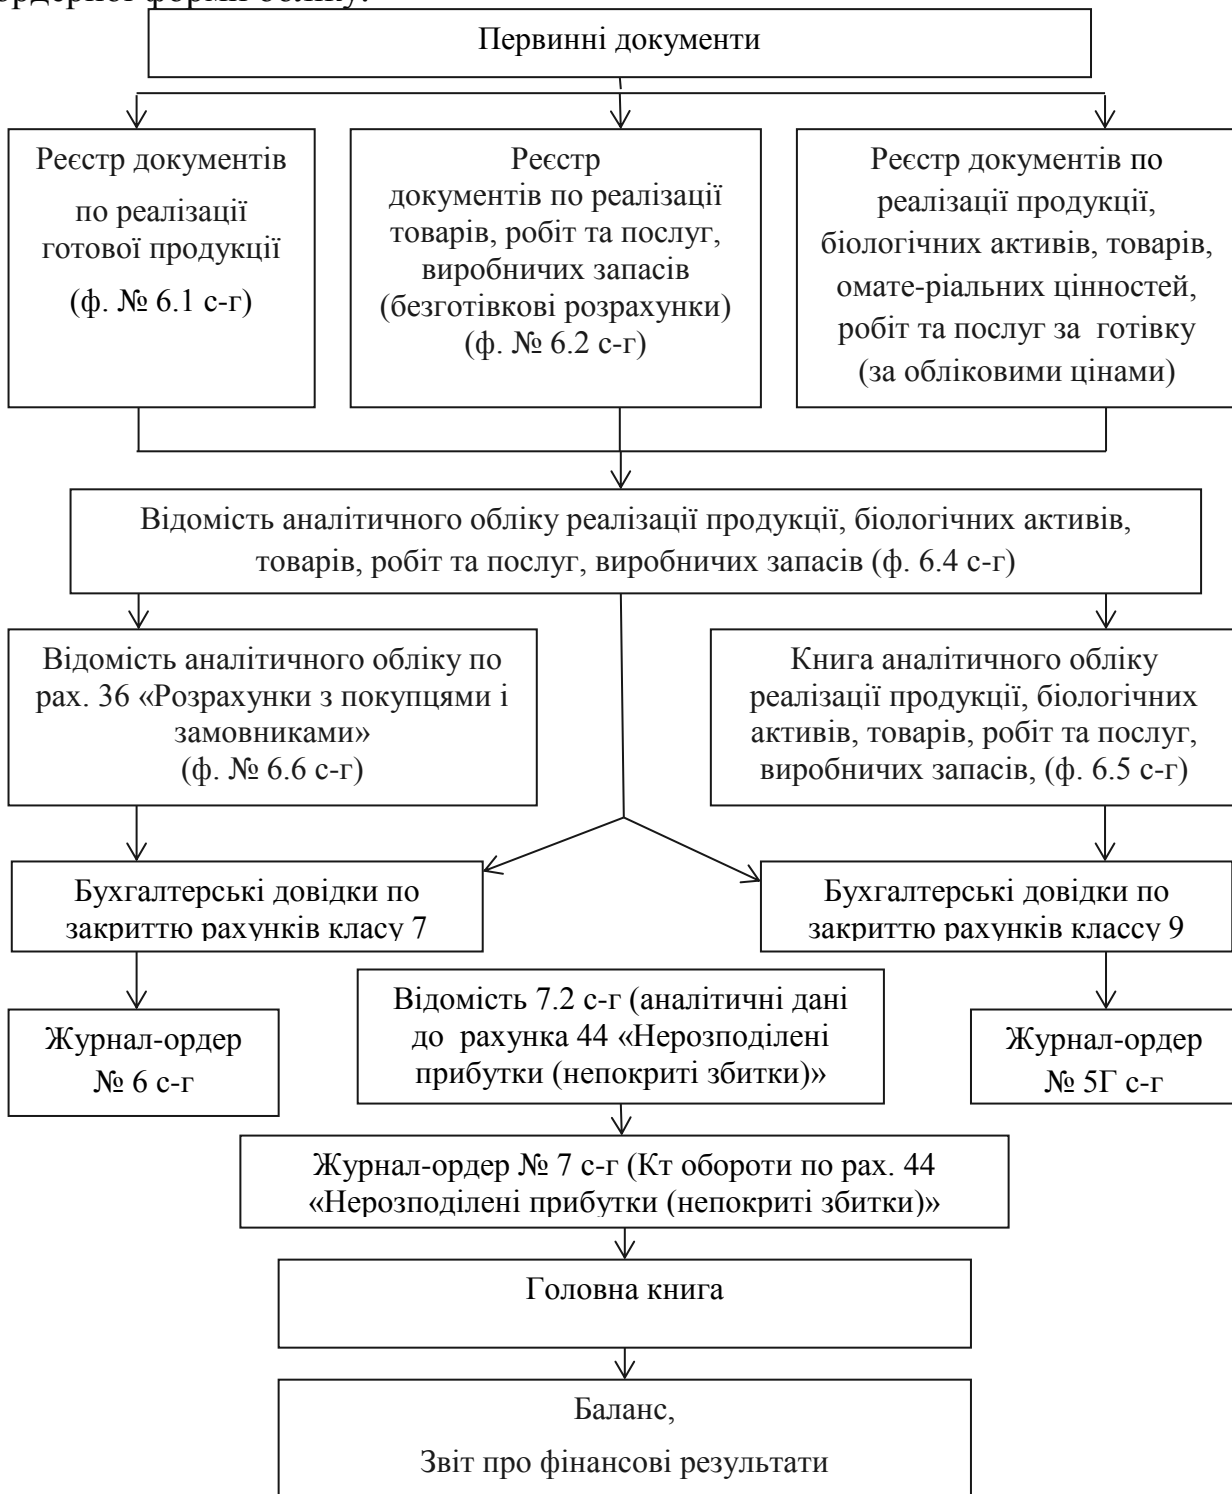 ордерної форми обліку.
Первинні документи
Реєстр документів
по реалізації
готової продукції
(ф. № 6.1 с-г)
Реєстр
документів по реалізації
товарів, робіт та послуг,
виробничих запасів
(безготівкові розрахунки)
(ф. № 6.2 с-г)
Реєстр документів по
реалізації продукції,
біологічних активів, товарів,
омате-ріальних цінностей,
робіт та послуг за готівку
(за обліковими цінами)
Відомість аналітичного обліку реалізації продукції, біологічних активів,
товарів, робіт та послуг, виробничих запасів (ф. 6.4 с-г)
Відомість аналітичного обліку по
рах. 36 «Розрахунки з покупцями і
замовниками»
(ф. № 6.6 с-г)
Книга аналітичного обліку
реалізації продукції, біологічних
активів, товарів, робіт та послуг,
виробничих запасів, (ф. 6.5 с-г)
Бухгалтерські довідки по
закриттю рахунків класу 7
Бухгалтерські довідки по
закриттю рахунків классу 9
Журнал-ордер
№ 6 с-г
Відомість 7.2 с-г (аналітичні дані
до рахунка 44 «Нерозподілені
прибутки (непокриті збитки)»
Журнал-ордер
№ 5Г с-г
Журнал-ордер № 7 с-г (Кт обороти по рах. 44
«Нерозподілені прибутки (непокриті збитки)»
Головна книга
Баланс,
Звіт про фінансові результати